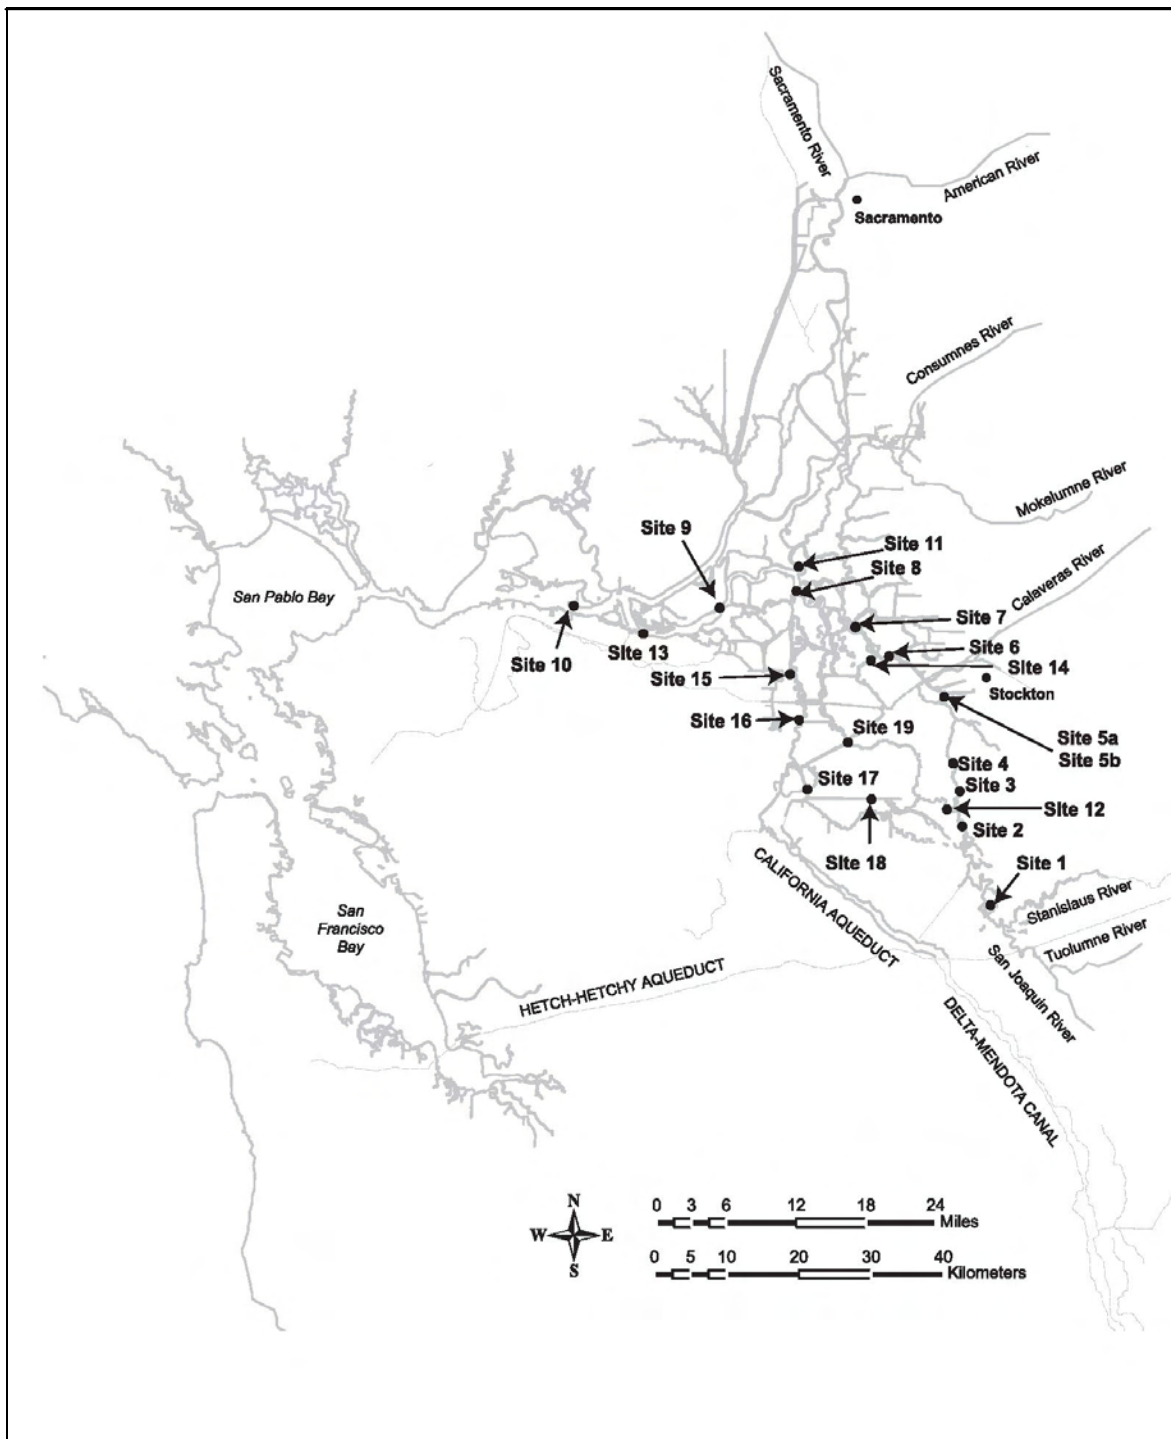 Sacramento River
American River
Sacramento
Consumnes River
Mokelumne River
Site 9
Site 11
Site 8
Calaveras River
San Pablo Bay
Site 7
Site 6
Site 10
SIte 13
SIte 14
Site 15
Stockton
Site 16
Site 19
Site 5a
Site 5b
Site 4
Site 17
Site 3
SIte 12
Site 2
SIte 18
Site 1
CALIFORNIA AQUEDUCT
Stanislaus River
San
Francisco
Bay
Tuolumne River
San Joaquin River
HETCH-HETCHY AQUEDUCT
DELTA-MENDOTA CANAL
N
W E
S
0 3 6 12 18 24
Miles
0 5 10 20 30 40
Kilometers